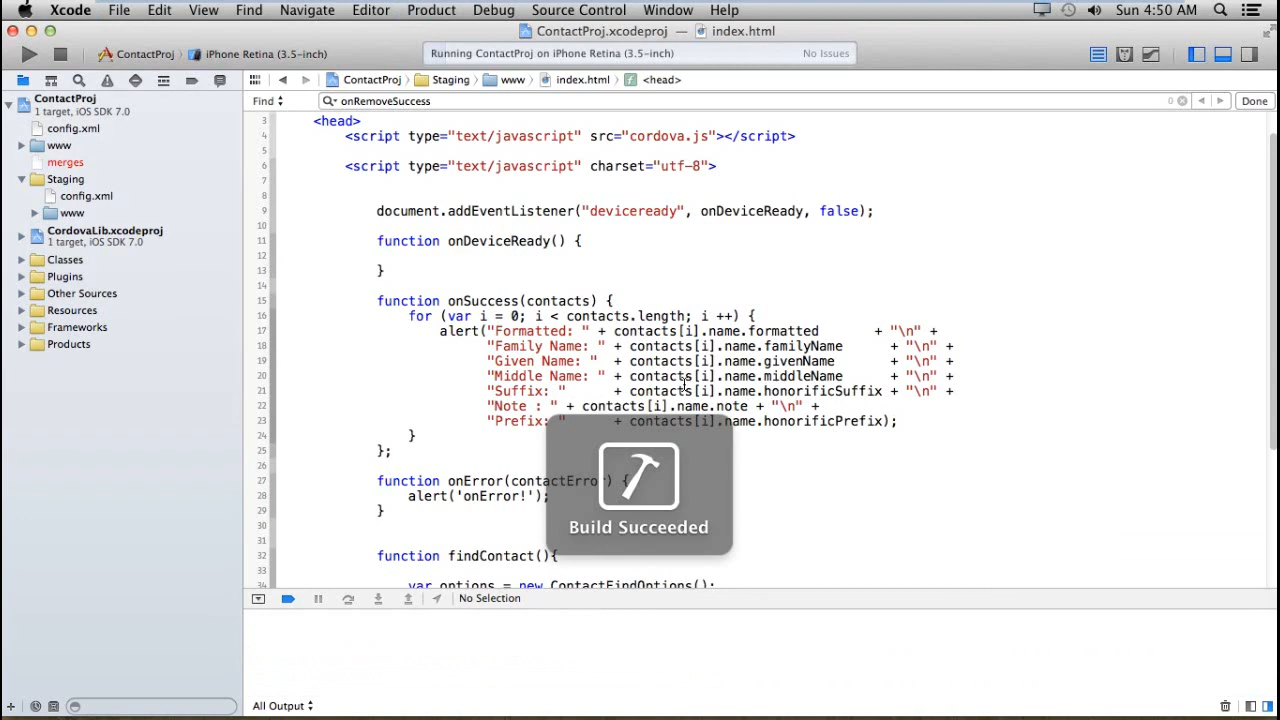 Xcode File Edit View Find Navigate Editor Product Debug Source Control Window Help Sun 4:50 AM
ContactProj.xcodeproj — index.html
ContactProj iPhone Retina (3.5-inch) Running ContactProj on iPhone Retina (3.5-inch) No Issues
ContactProj Staging www index.html f <head>
Find onRemoveSuccess 0 Done
ContactProj
1 target, iOS SDK 7.0
config.xml
www
merges
Staging
config.xml
www
CordovaLib.xcodeproj
1 target, iOS SDK 7.0
Classes
Plugins
Other Sources
Resources
Frameworks
Products
3 <head>
4 <script type="text/javascript" src="cordova.js"></script>
5
6 <script type="text/javascript" charset="utf-8">
7
8
9 document.addEventListener("deviceready", onDeviceReady, false);
10
11 function onDeviceReady() {
12
13 }
14
15 function onSuccess(contacts) {
16 for (var i = 0; i < contacts.length; i ++) {
17 alert("Formatted: " + contacts[i].name.formatted + "\n" +
18 "Family Name: " + contacts[i].name.familyName + "\n" +
19 "Given Name: " + contacts[i].name.givenName + "\n" +
20 "Middle Name: " + contacts[i].name.middleName + "\n" +
21 "Suffix: " + contacts[i].name.honorificSuffix + "\n" +
22 "Note : " + contacts[i].name.note + "\n" +
23 "Prefix: " + contacts[i].name.honorificPrefix);
24 }
25 };
26
27 function onError(contactError) {
28 alert('onError!');
29 }
30
31
32 function findContact(){
33
34 var options = new ContactFindOptions();
Build Succeeded
No Selection
All Output